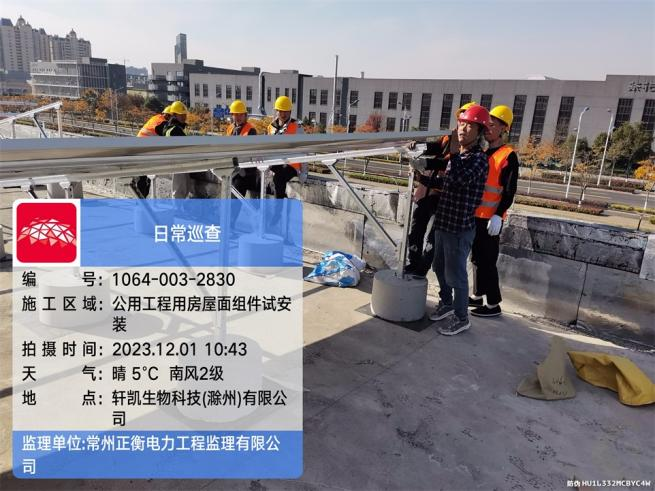 日常巡查
编 号：1064-003-2830
施工区域：公用工程用房屋面组件试安
装
拍摄时间：2023.12.01 10:43
天 气：晴 5℃ 南风2级
地 点：轩凯生物科技(滁州)有限公
司
监理单位:常州正衡电力工程监理有限公
司
防伪 HU1L332MCBYC4W